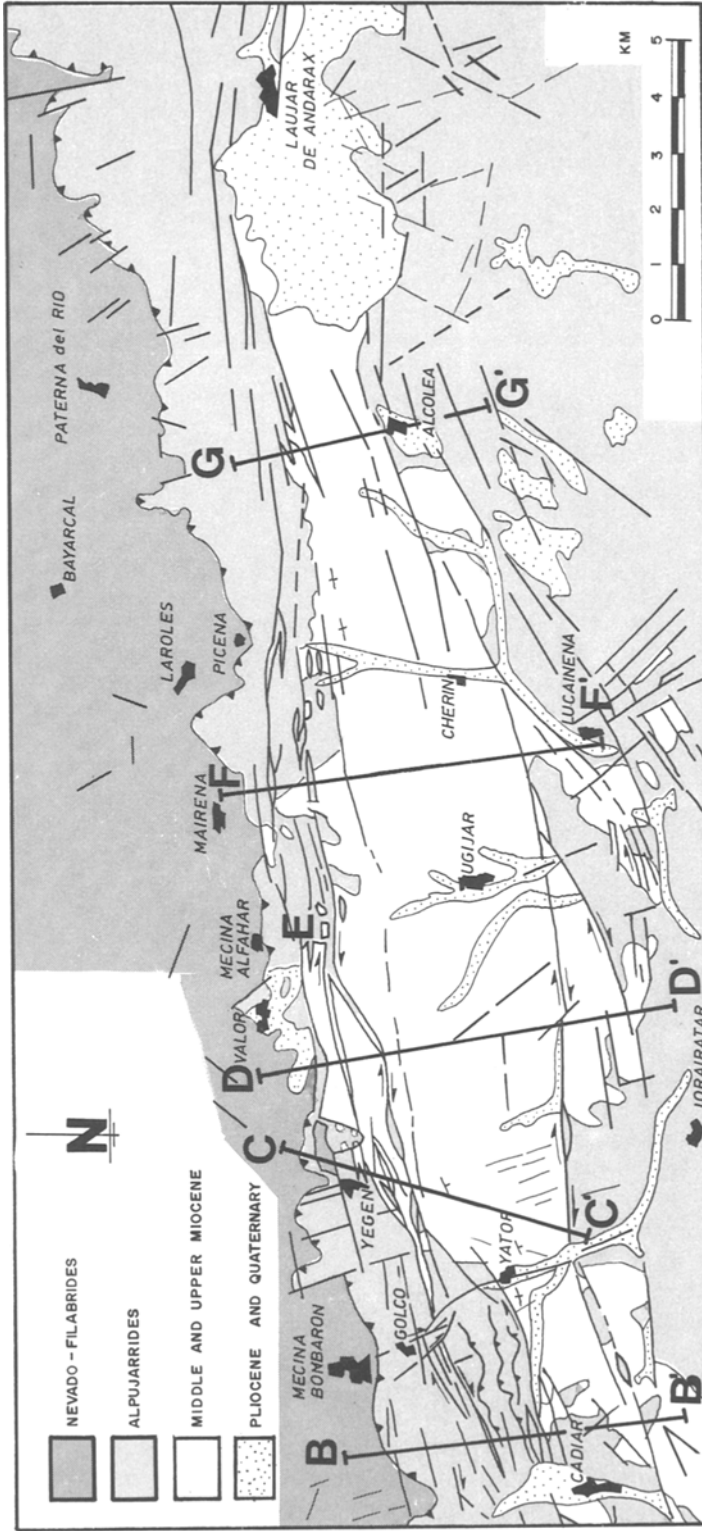 N
NEVADO – FILABRIDES
ALPUJARRIDES
MIDDLE AND UPPER MIOCENE
PLIOCENE AND QUATERNARY
MECINA
BONBARON
GOLCO
YEGEN
YATOR
CADIAR
VALOR
MECINA
ALFAHAR
MAIRENA
LAROLES
PICENA
BAYARCAL
PATERNA del RIO
UGIJAR
CHERIN
LUCAINENA
ALCOLEA
LAUJAR
DE ANDARAX
JORAIRATAR
B
B'
C
C'
D
D'
E
F
F'
G
G'
KM
0 1 2 3 4 5